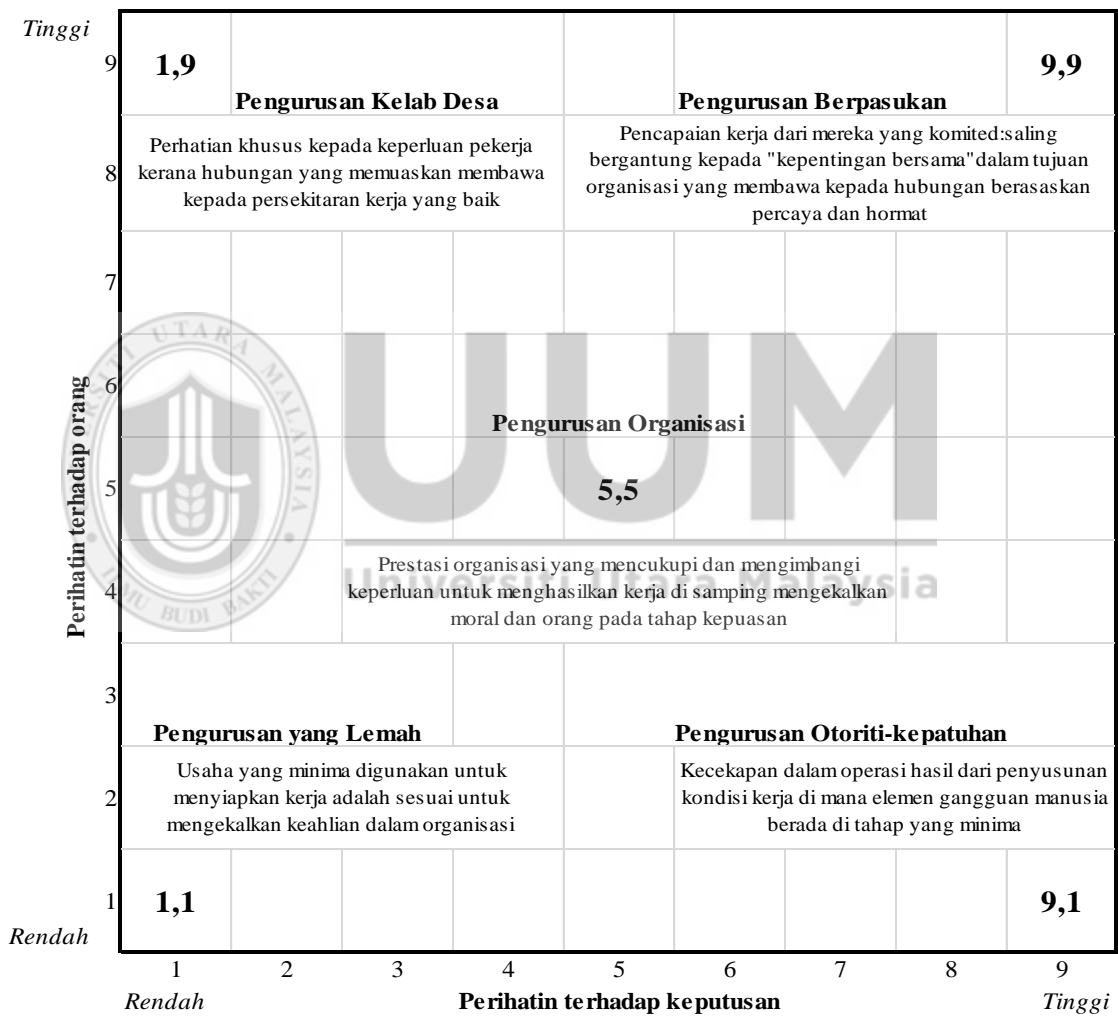 Tinggi
9
1,9
9,9
Pengurusan Kelab Desa
Pengurusan Berpasukan
8
Perhatian khusus kepada keperluan pekerja
kerana hubungan yang memuaskan membawa
kepada persekitaran kerja yang baik
Pencapaian kerja dari mereka yang komited:saling
bergantung kepada "kepentingan bersama"dalam tujuan
organisasi yang membawa kepada hubungan berasaskan
percaya dan hormat
7
6
Perihatin terhadap orang
UNIVERSITI UTARA MALAYSIA
ILMU BUDI BAKTI
UUM
Universiti Utara Malaysia
Pengurusan Organisasi
5
5,5
4
Prestasi organisasi yang mencukupi dan mengimbangi
keperluan untuk menghasilkan kerja di samping mengekalkan
moral dan orang pada tahap kepuasan
3
Pengurusan yang Lemah
Pengurusan Otoriti-kepatuhan
2
Usaha yang minima digunakan untuk
menyiapkan kerja adalah sesuai untuk
mengekalkan keahlian dalam organisasi
Kecekapan dalam operasi hasil dari penyusunan
kondisi kerja di mana elemen gangguan manusia
berada di tahap yang minima
1
1,1
9,1
Rendah
1 2 3 4 5 6 7 8 9
Rendah
Perihatin terhadap keputusan
Tinggi